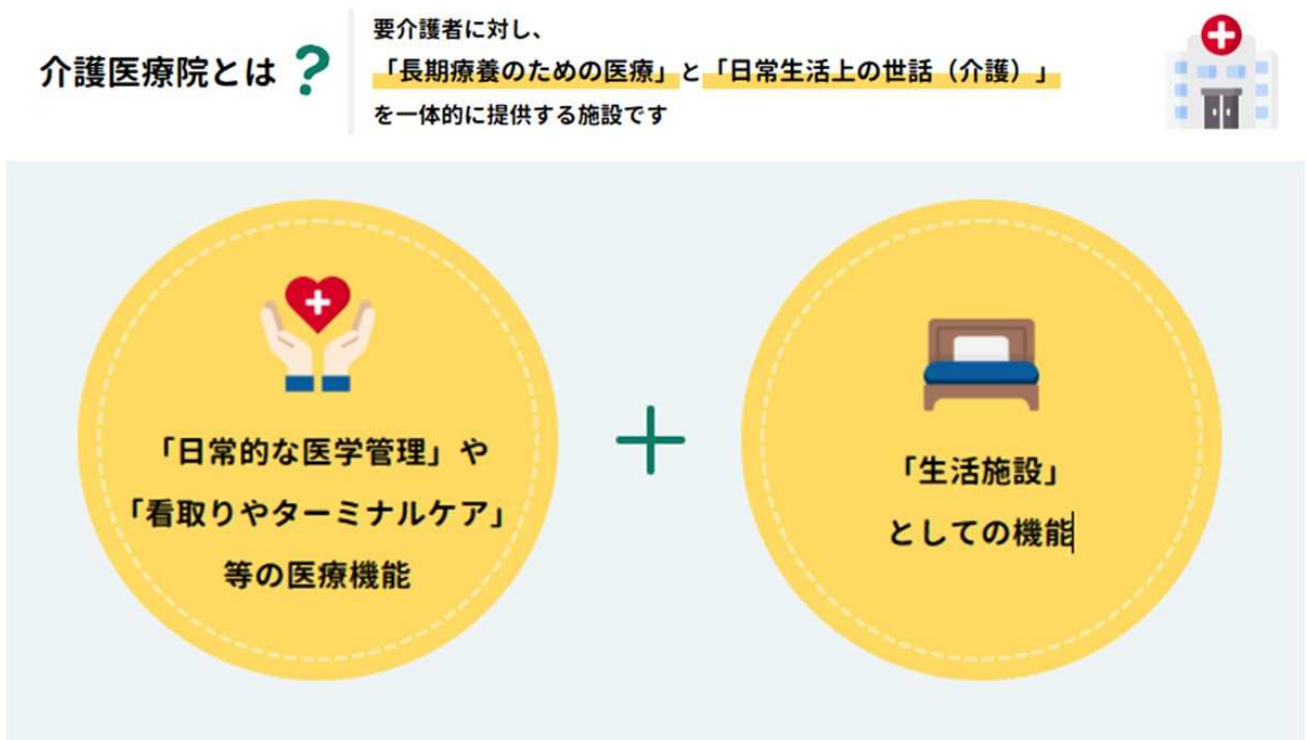 介護医療院とは?
要介護者に対し、
「長期療養のための医療」と「日常生活上の世話（介護）」
を一体的に提供する施設です
「日常的な医学管理」や
「看取りやターミナルケア」
等の医療機能
+
「生活施設」
としての機能